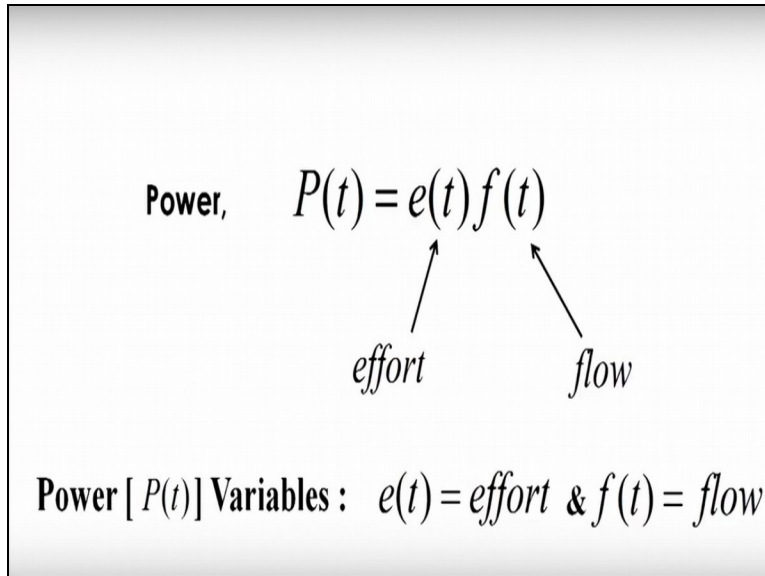 Power, P(t) = e(t) f(t)
effort flow
Power [ P(t)] Variables : e(t) = effort & f(t) = flow